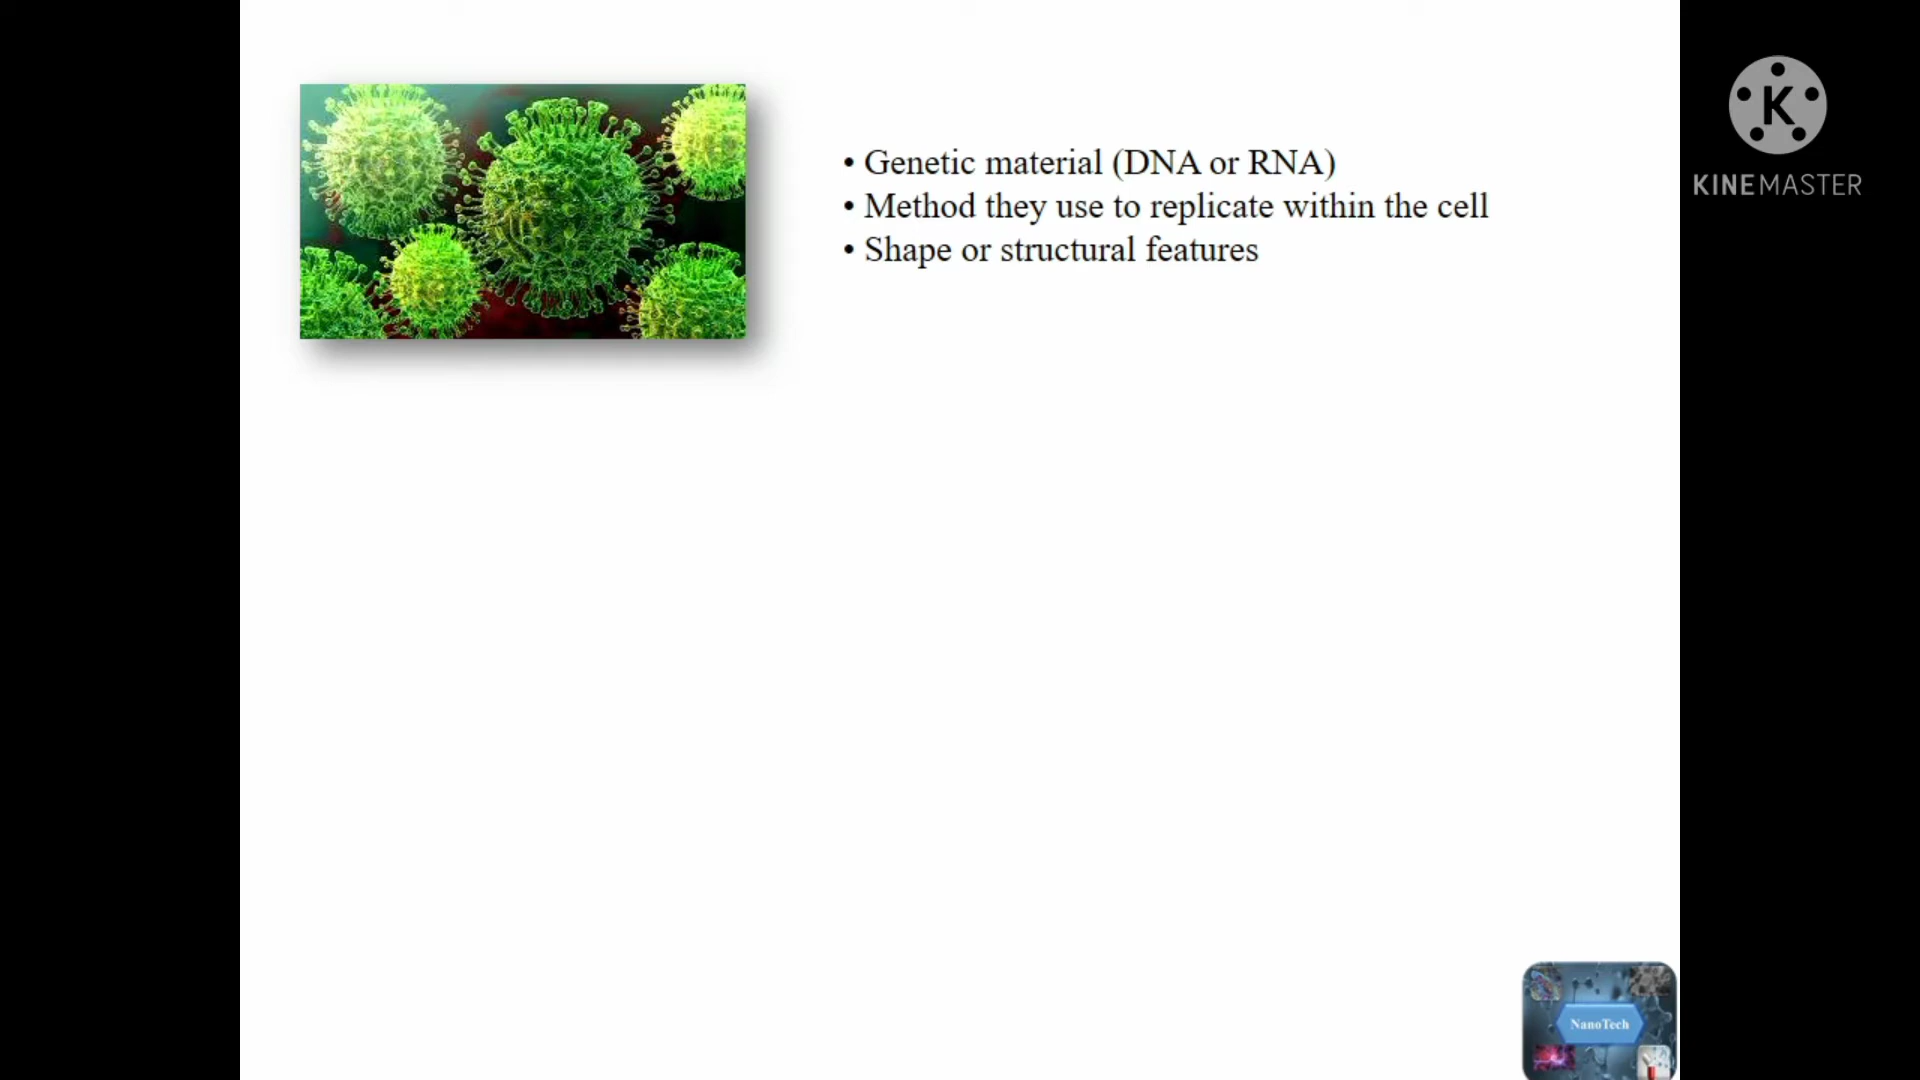 • Genetic material (DNA or RNA)
• Method they use to replicate within the cell
• Shape or structural features
K
KINEMASTER
NanoTech